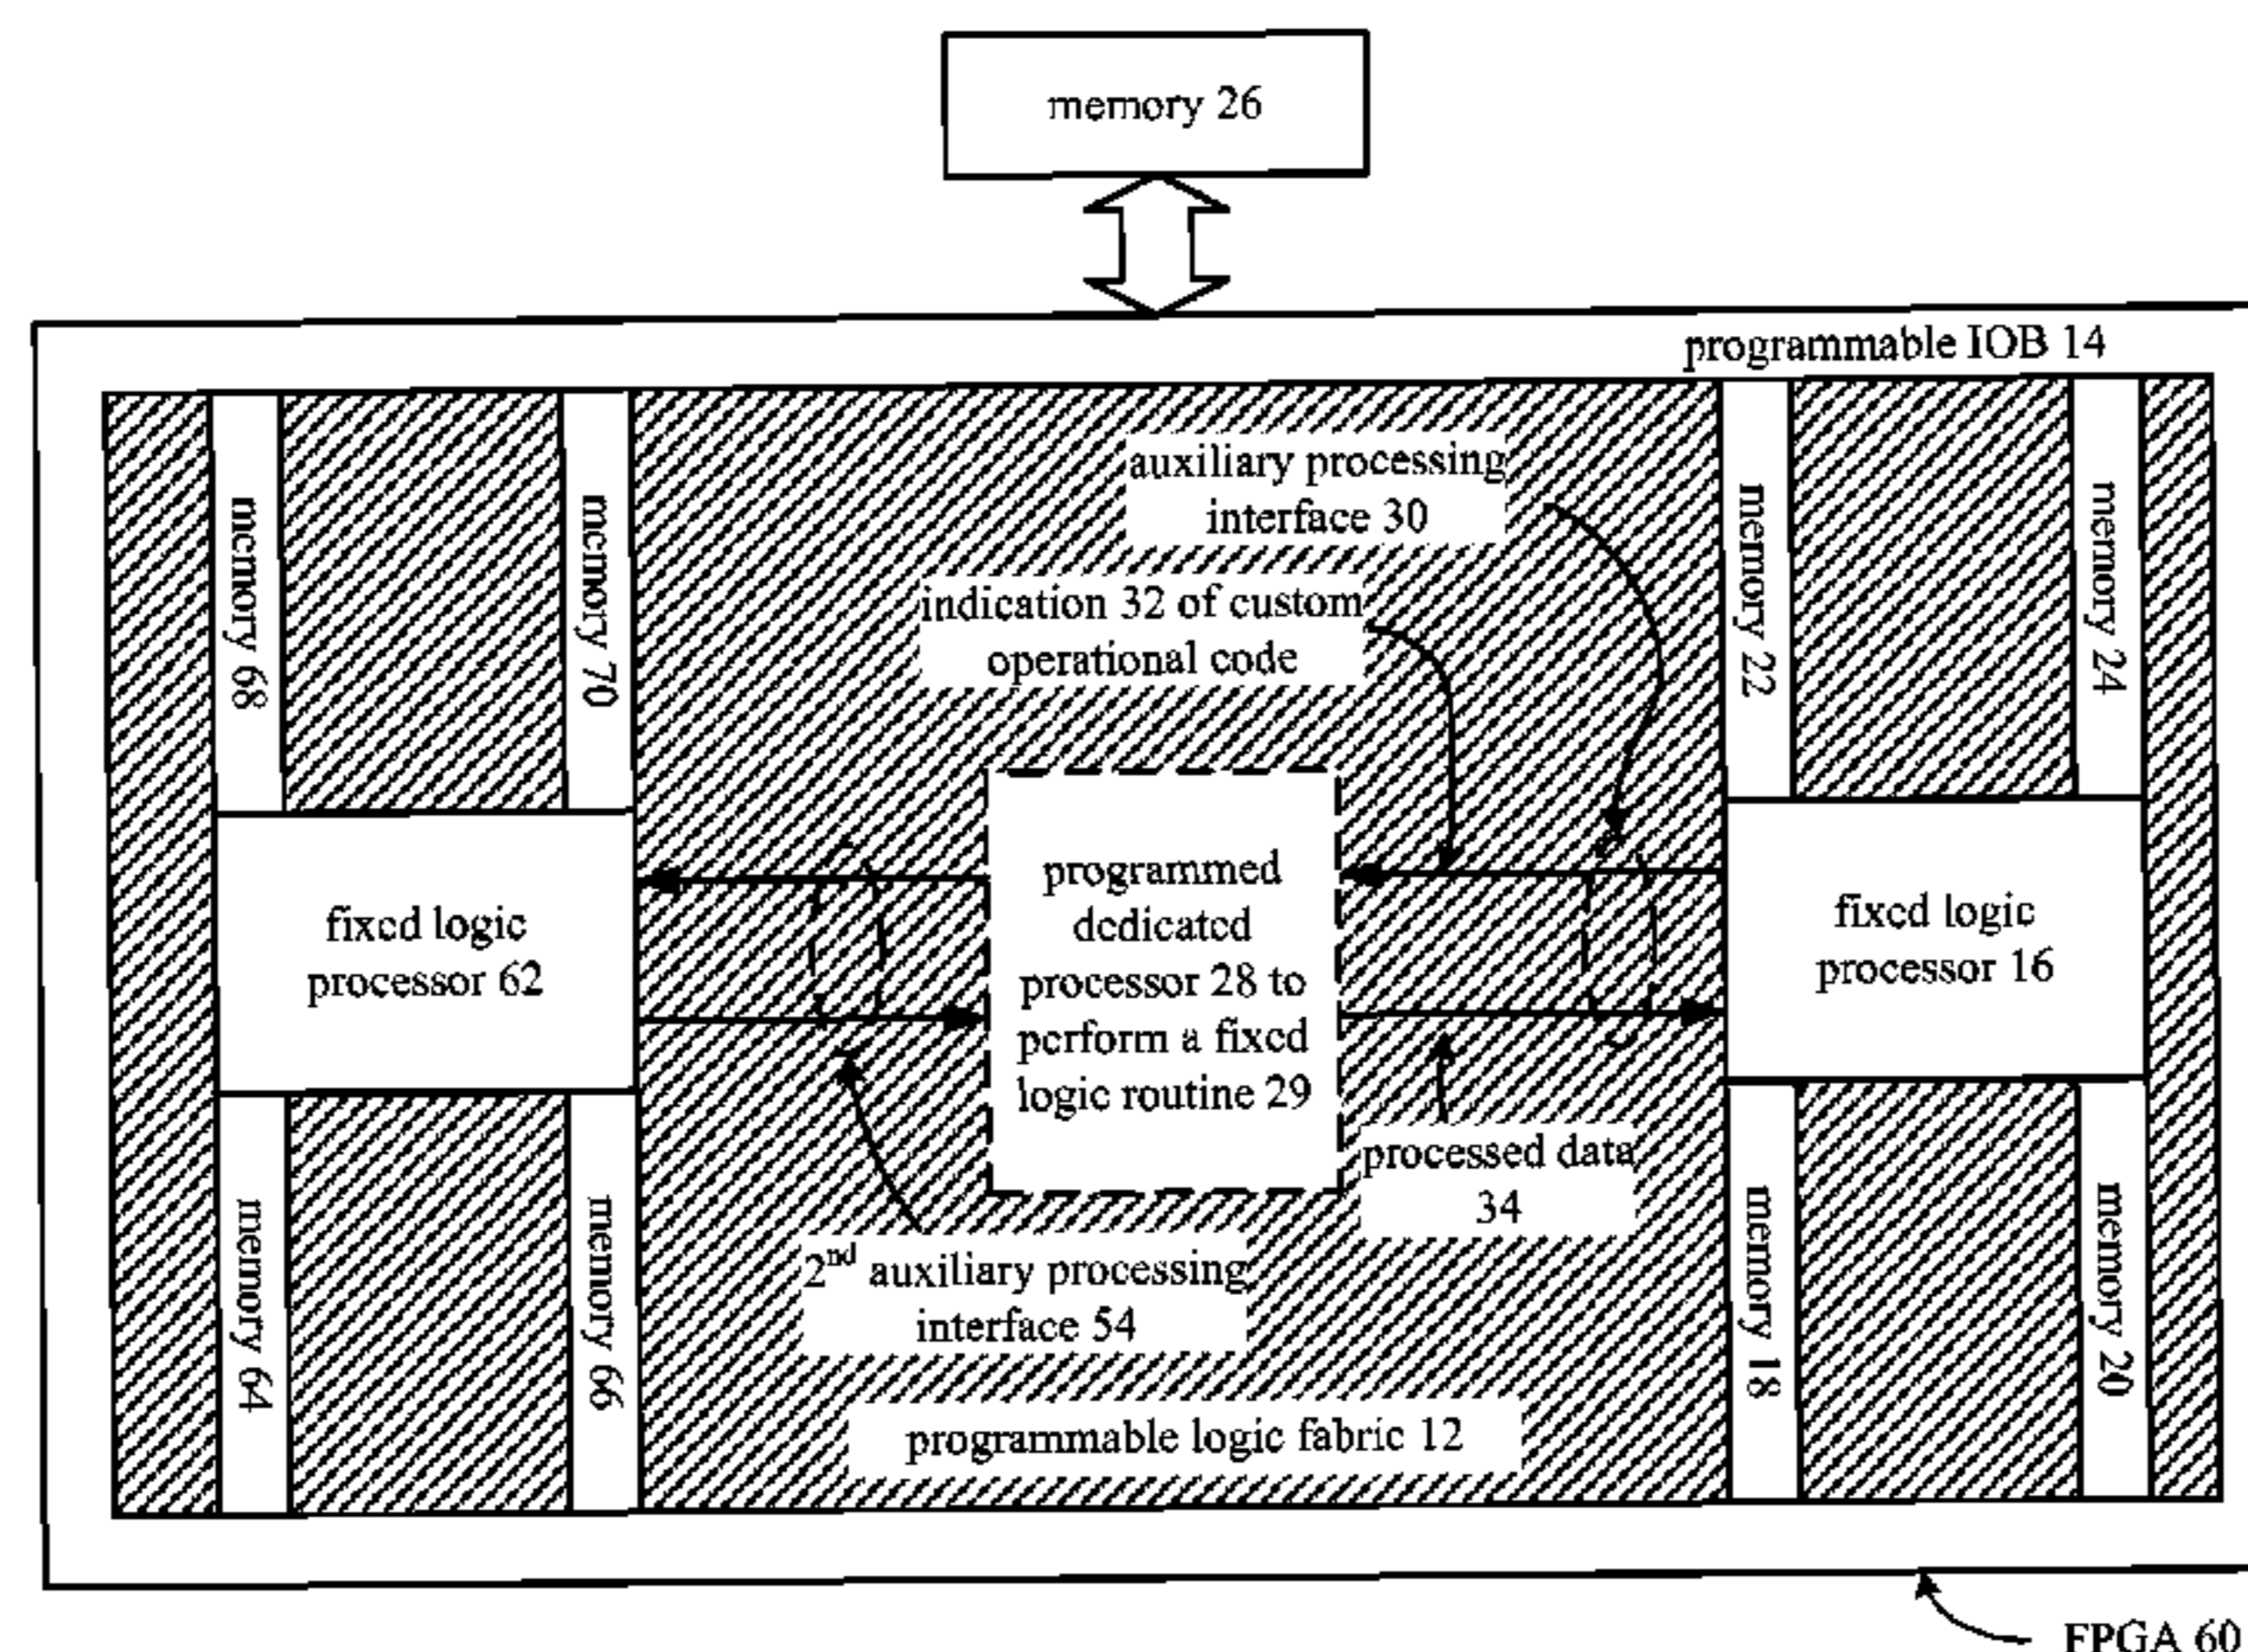 memory 26
programmable IOB 14
auxiliary processing
interface 30
indication 32 of custom
operational code
memory 68
memory 70
memory 22
memory 24
fixed logic
processor 62
programmed
dedicated
processor 28 to
perform a fixed
logic routine 29
fixed logic
processor 16
processed data
34
2nd auxiliary processing
interface 54
memory 64
memory 66
memory 18
memory 20
programmable logic fabric 12
FPGA 60